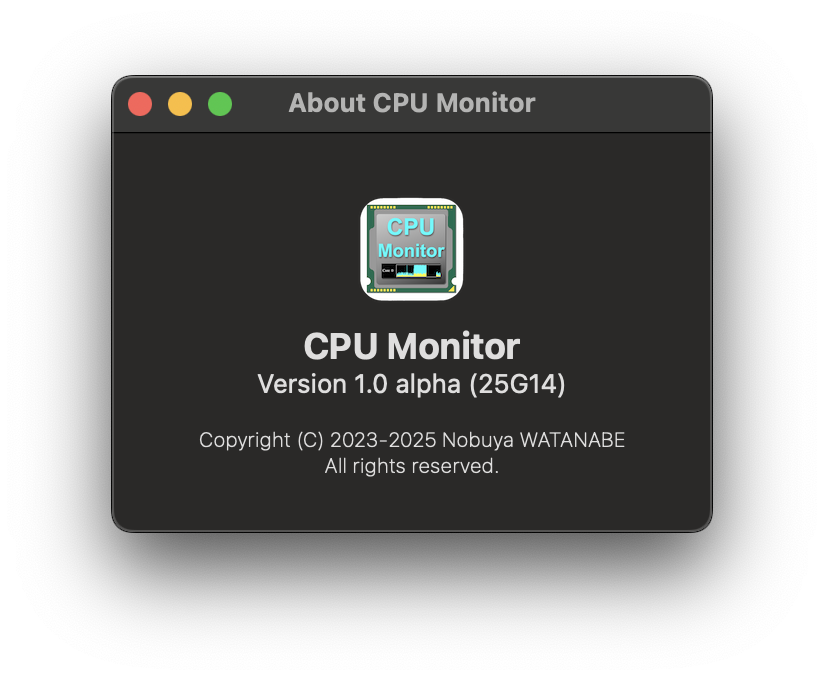 About CPU Monitor
CPU
Monitor
CPU Monitor
Version 1.0 alpha (25G14)
Copyright (C) 2023-2025 Nobuya WATANABE
All rights reserved.